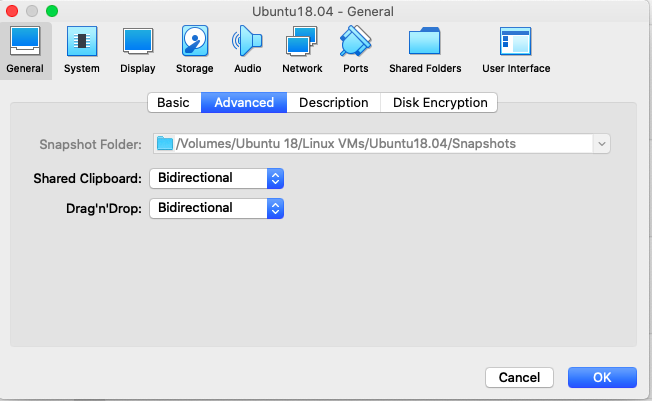 Ubuntu18.04 - General
General System Display Storage Audio Network Ports Shared Folders User Interface
Basic Advanced Description Disk Encryption
Snapshot Folder: /Volumes/Ubuntu 18/Linux VMs/Ubuntu18.04/Snapshots
Shared Clipboard: Bidirectional
Drag'n'Drop: Bidirectional
Cancel OK